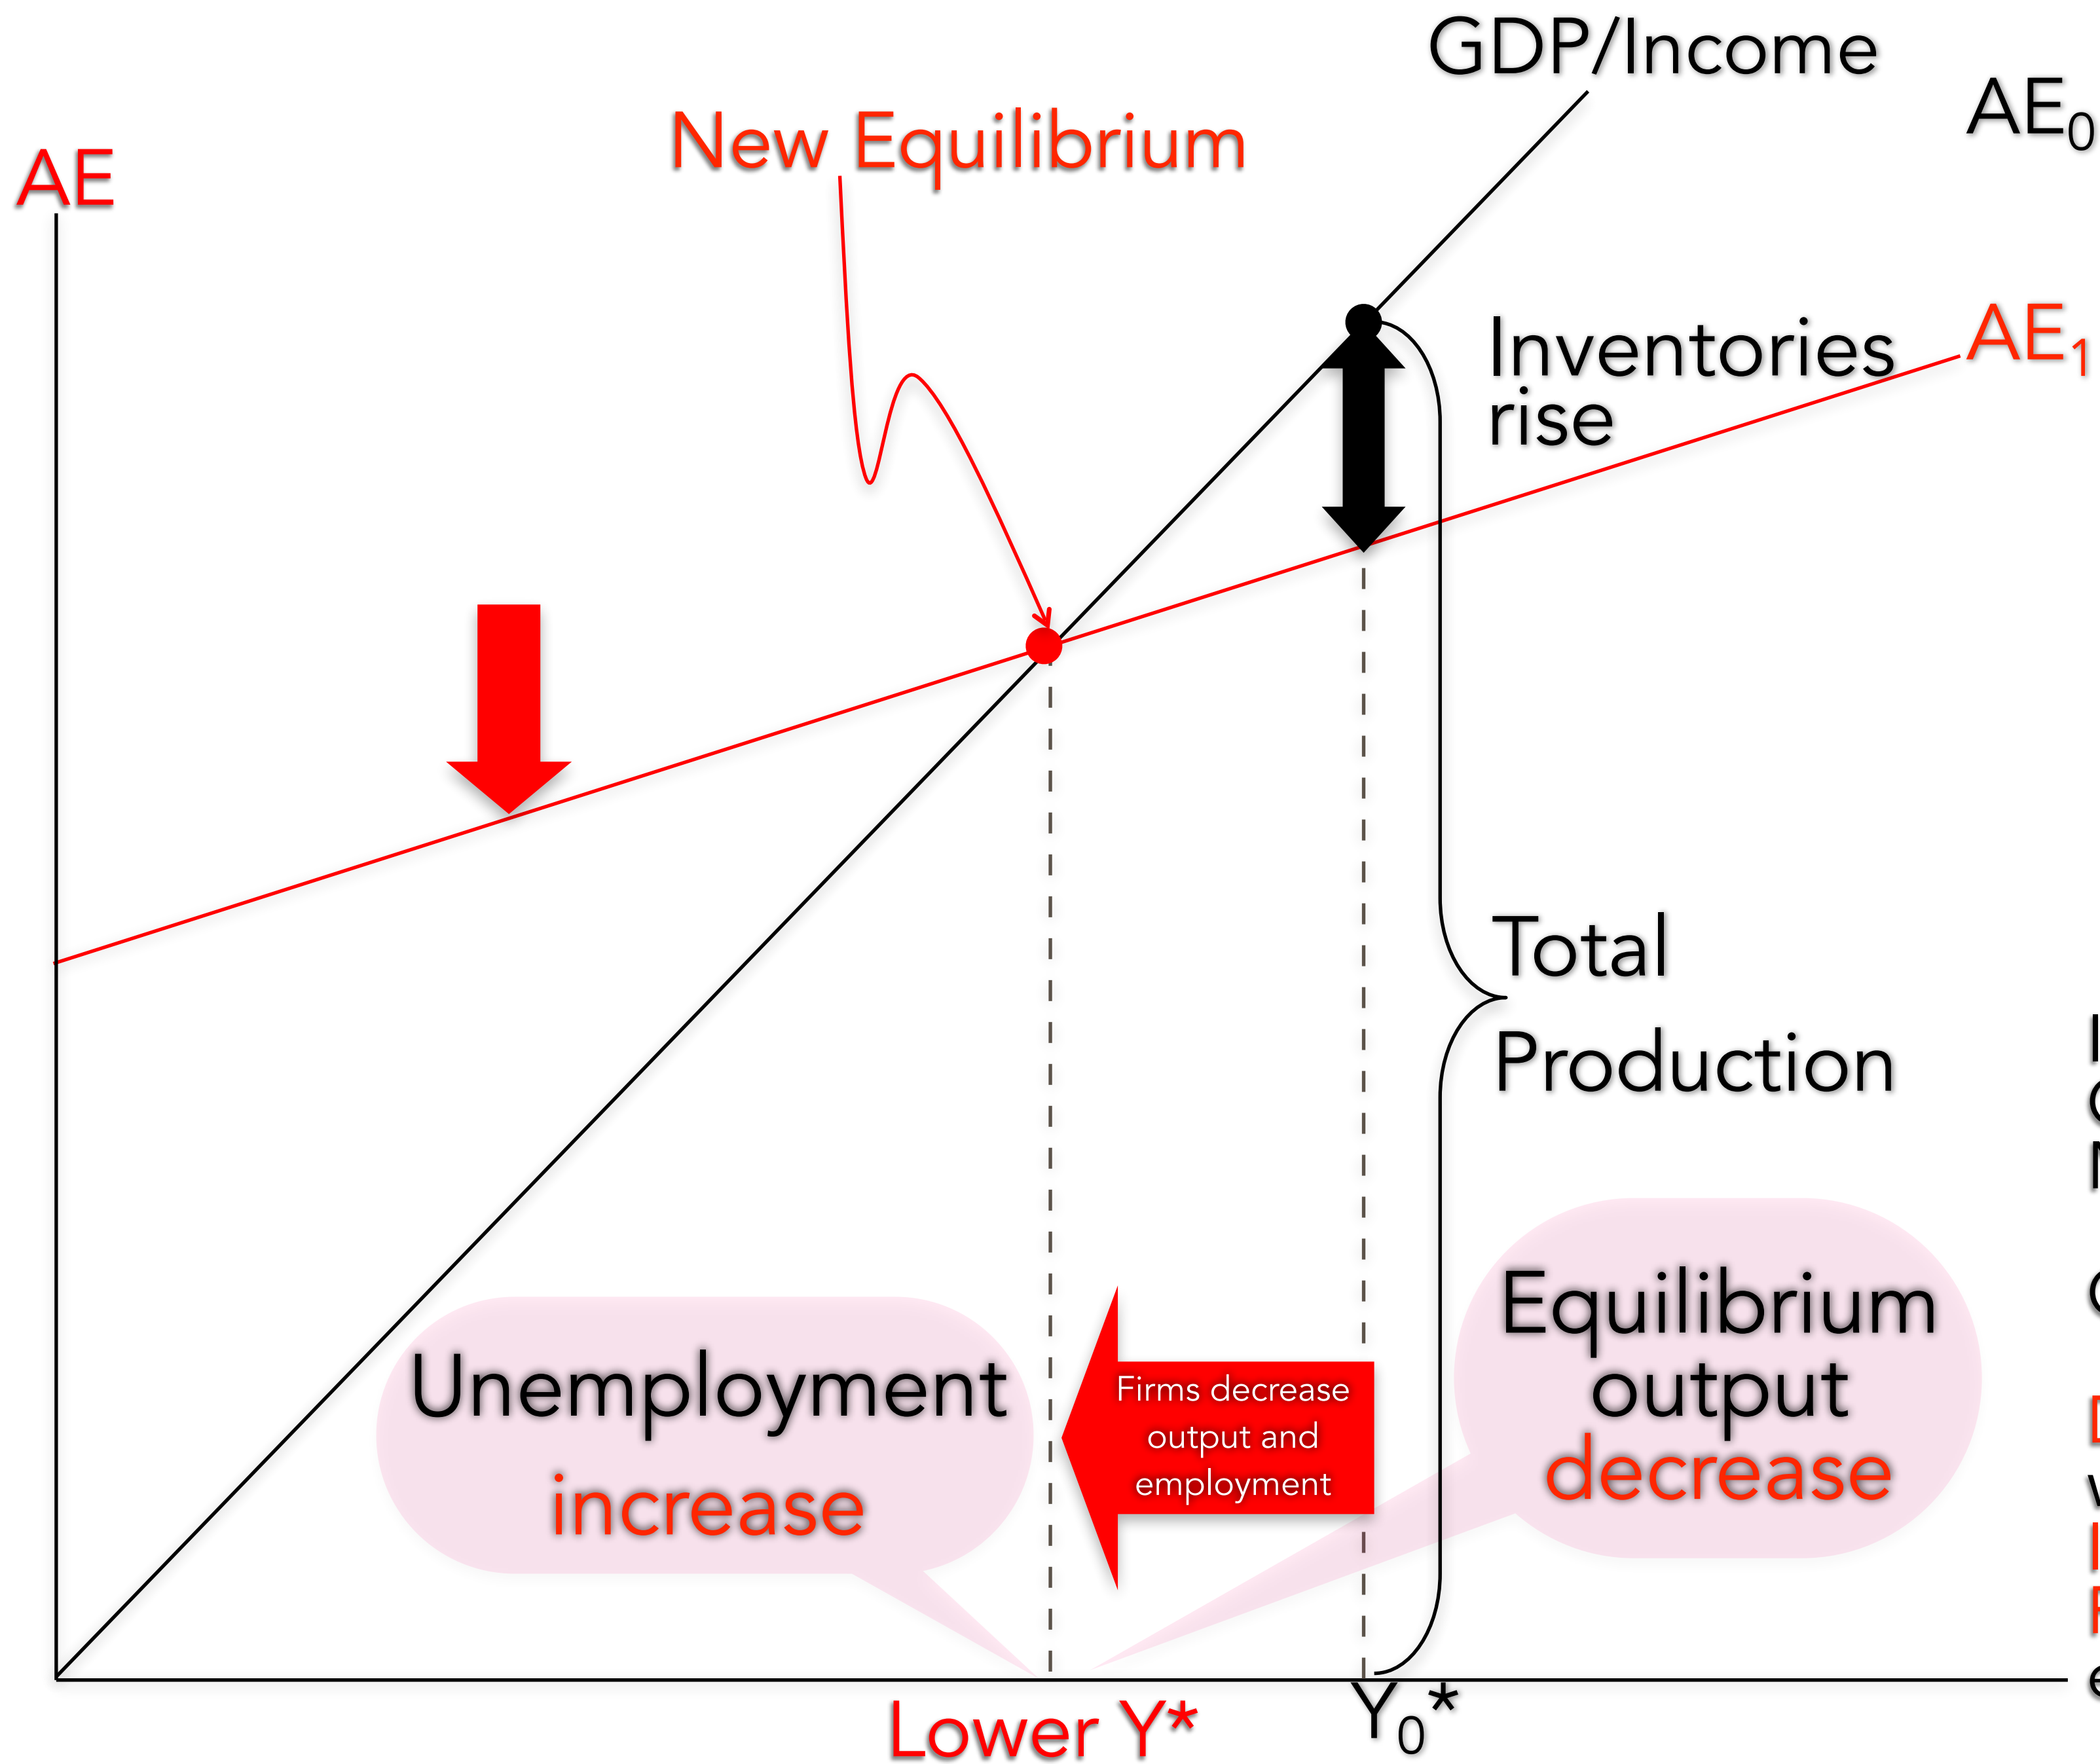 GDP/Income
AE₀
New Equilibrium
AE
Inventories
rise
AE₁
Total
Production
Equilibrium
output
decrease
Unemployment
increase
Firms decrease
output and
employment
Lower Y*
Y₀*